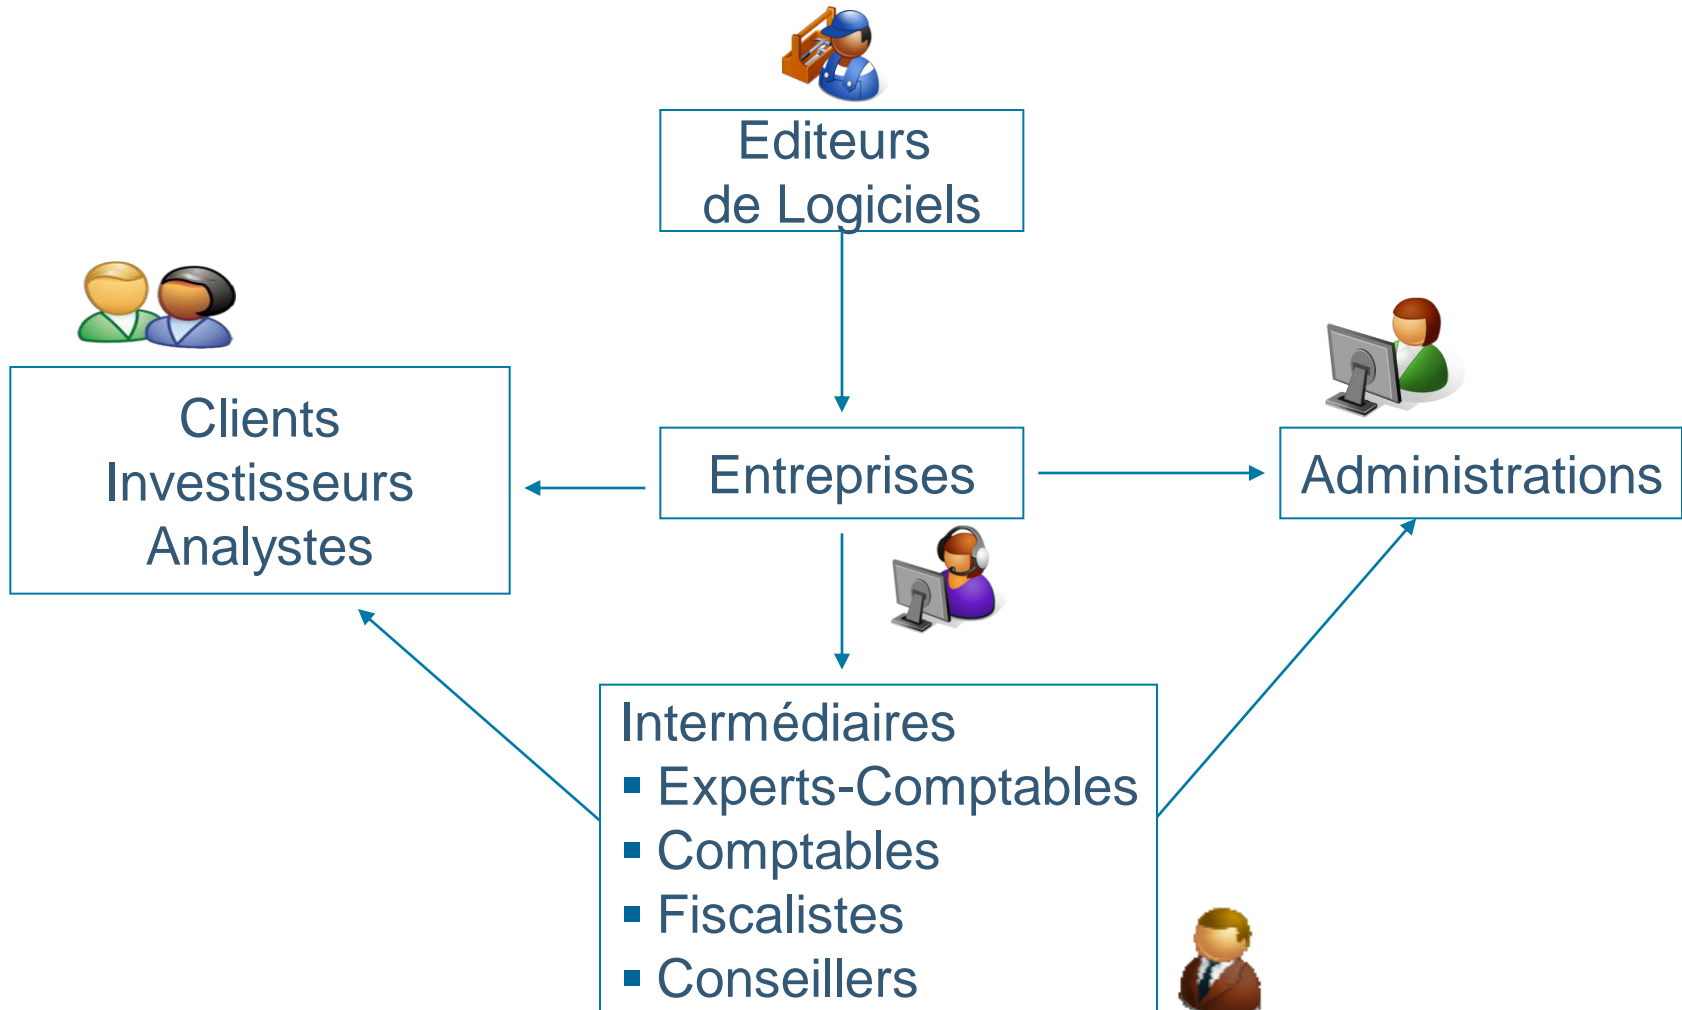 Editeurs
de Logiciels
Clients
Investisseurs
Analystes
Entreprises
Administrations
Intermédiaires
▪ Experts-Comptables
▪ Comptables
▪ Fiscalistes
▪ Conseillers